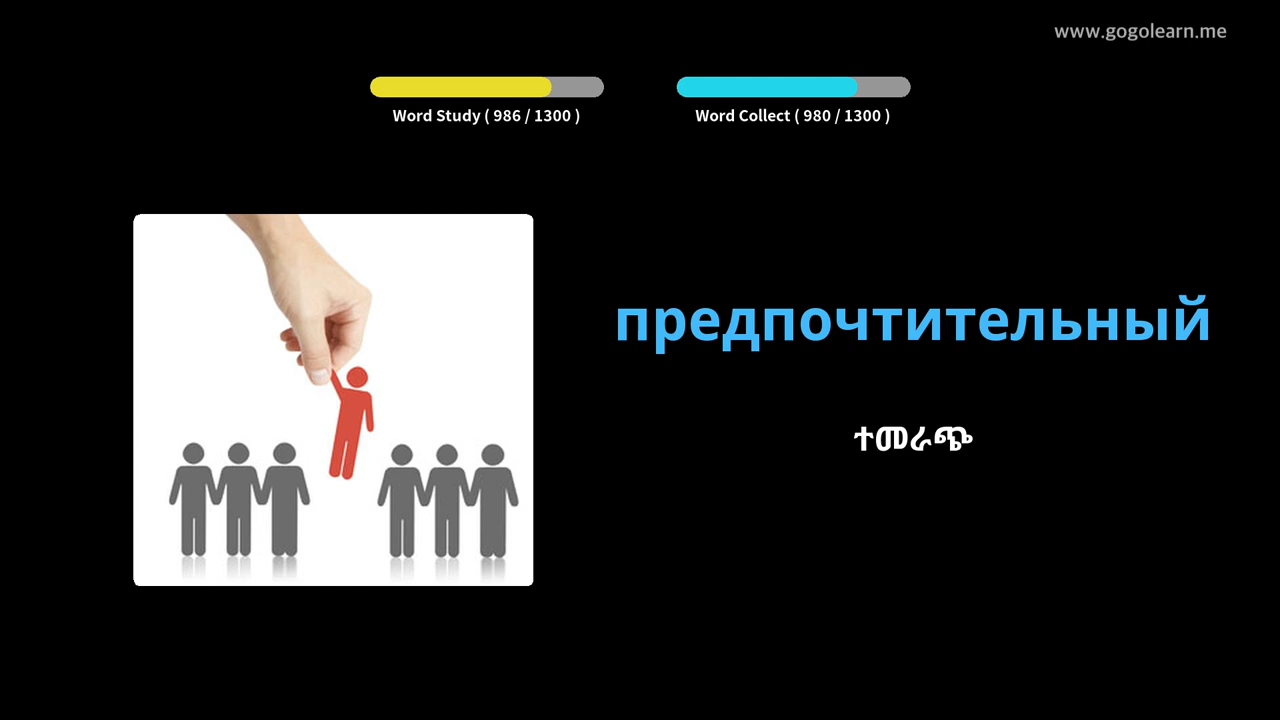 www.gogolearn.me
Word Study ( 986 / 1300 )
Word Collect ( 980 / 1300 )
предпочтительный
ተመራጭ